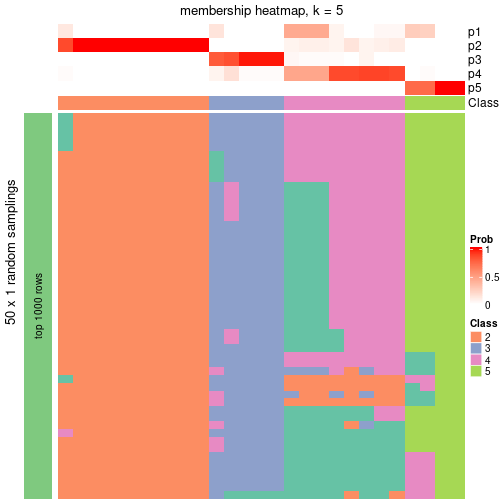 membership heatmap, k = 5
p1
p2
p3
p4
p5
Class
50 x 1 random samplings
top 1000 rows
Prob
1
0.5
0
Class
2
3
4
5